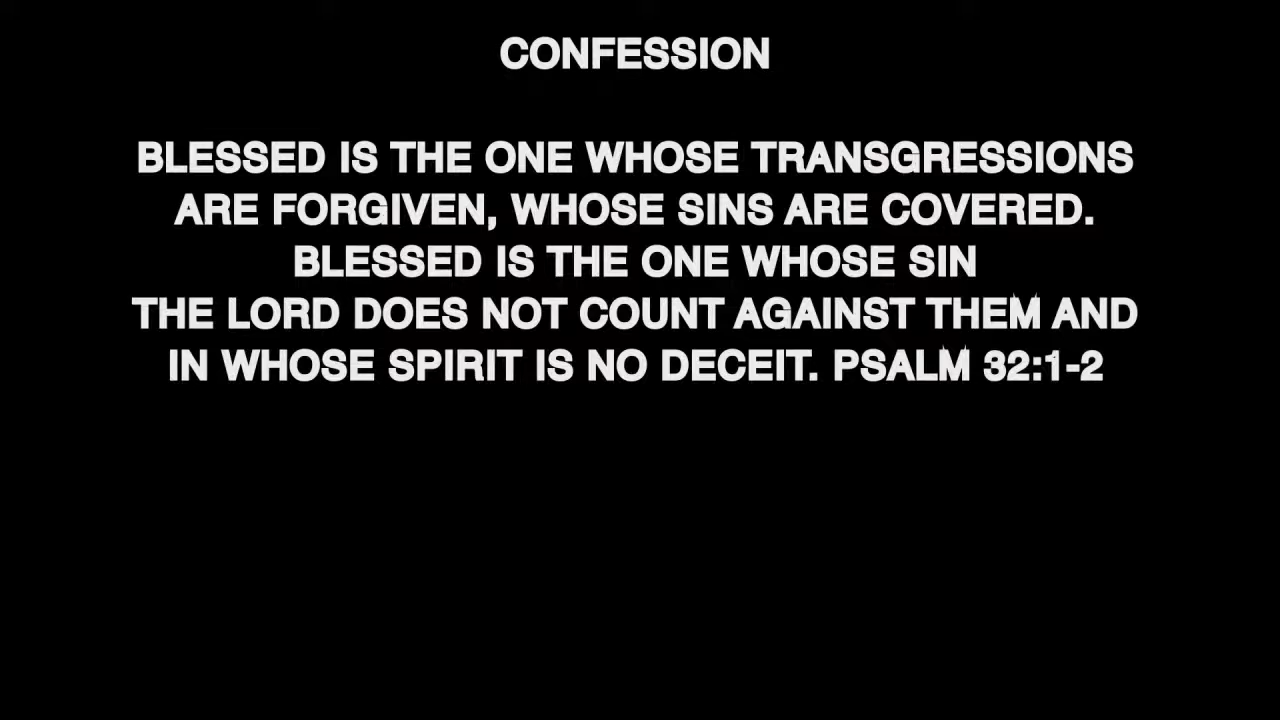 CONFESSION
BLESSED IS THE ONE WHOSE TRANSGRESSIONS
ARE FORGIVEN, WHOSE SINS ARE COVERED.
BLESSED IS THE ONE WHOSE SIN
THE LORD DOES NOT COUNT AGAINST THEM AND
IN WHOSE SPIRIT IS NO DECEIT. PSALM 32:1-2